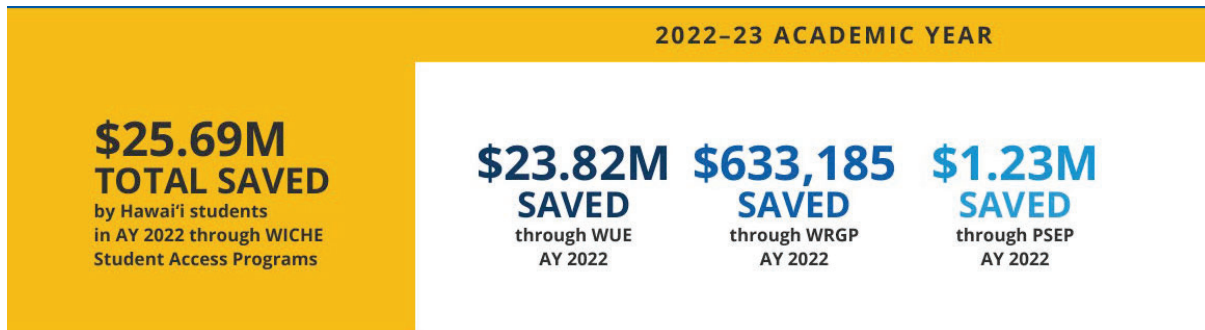 2022–23 ACADEMIC YEAR
$25.69M
TOTAL SAVED
by Hawaiʻi students
in AY 2022 through WICHE
Student Access Programs
$23.82M
SAVED
through WUE
AY 2022
$633,185
SAVED
through WRGP
AY 2022
$1.23M
SAVED
through PSEP
AY 2022